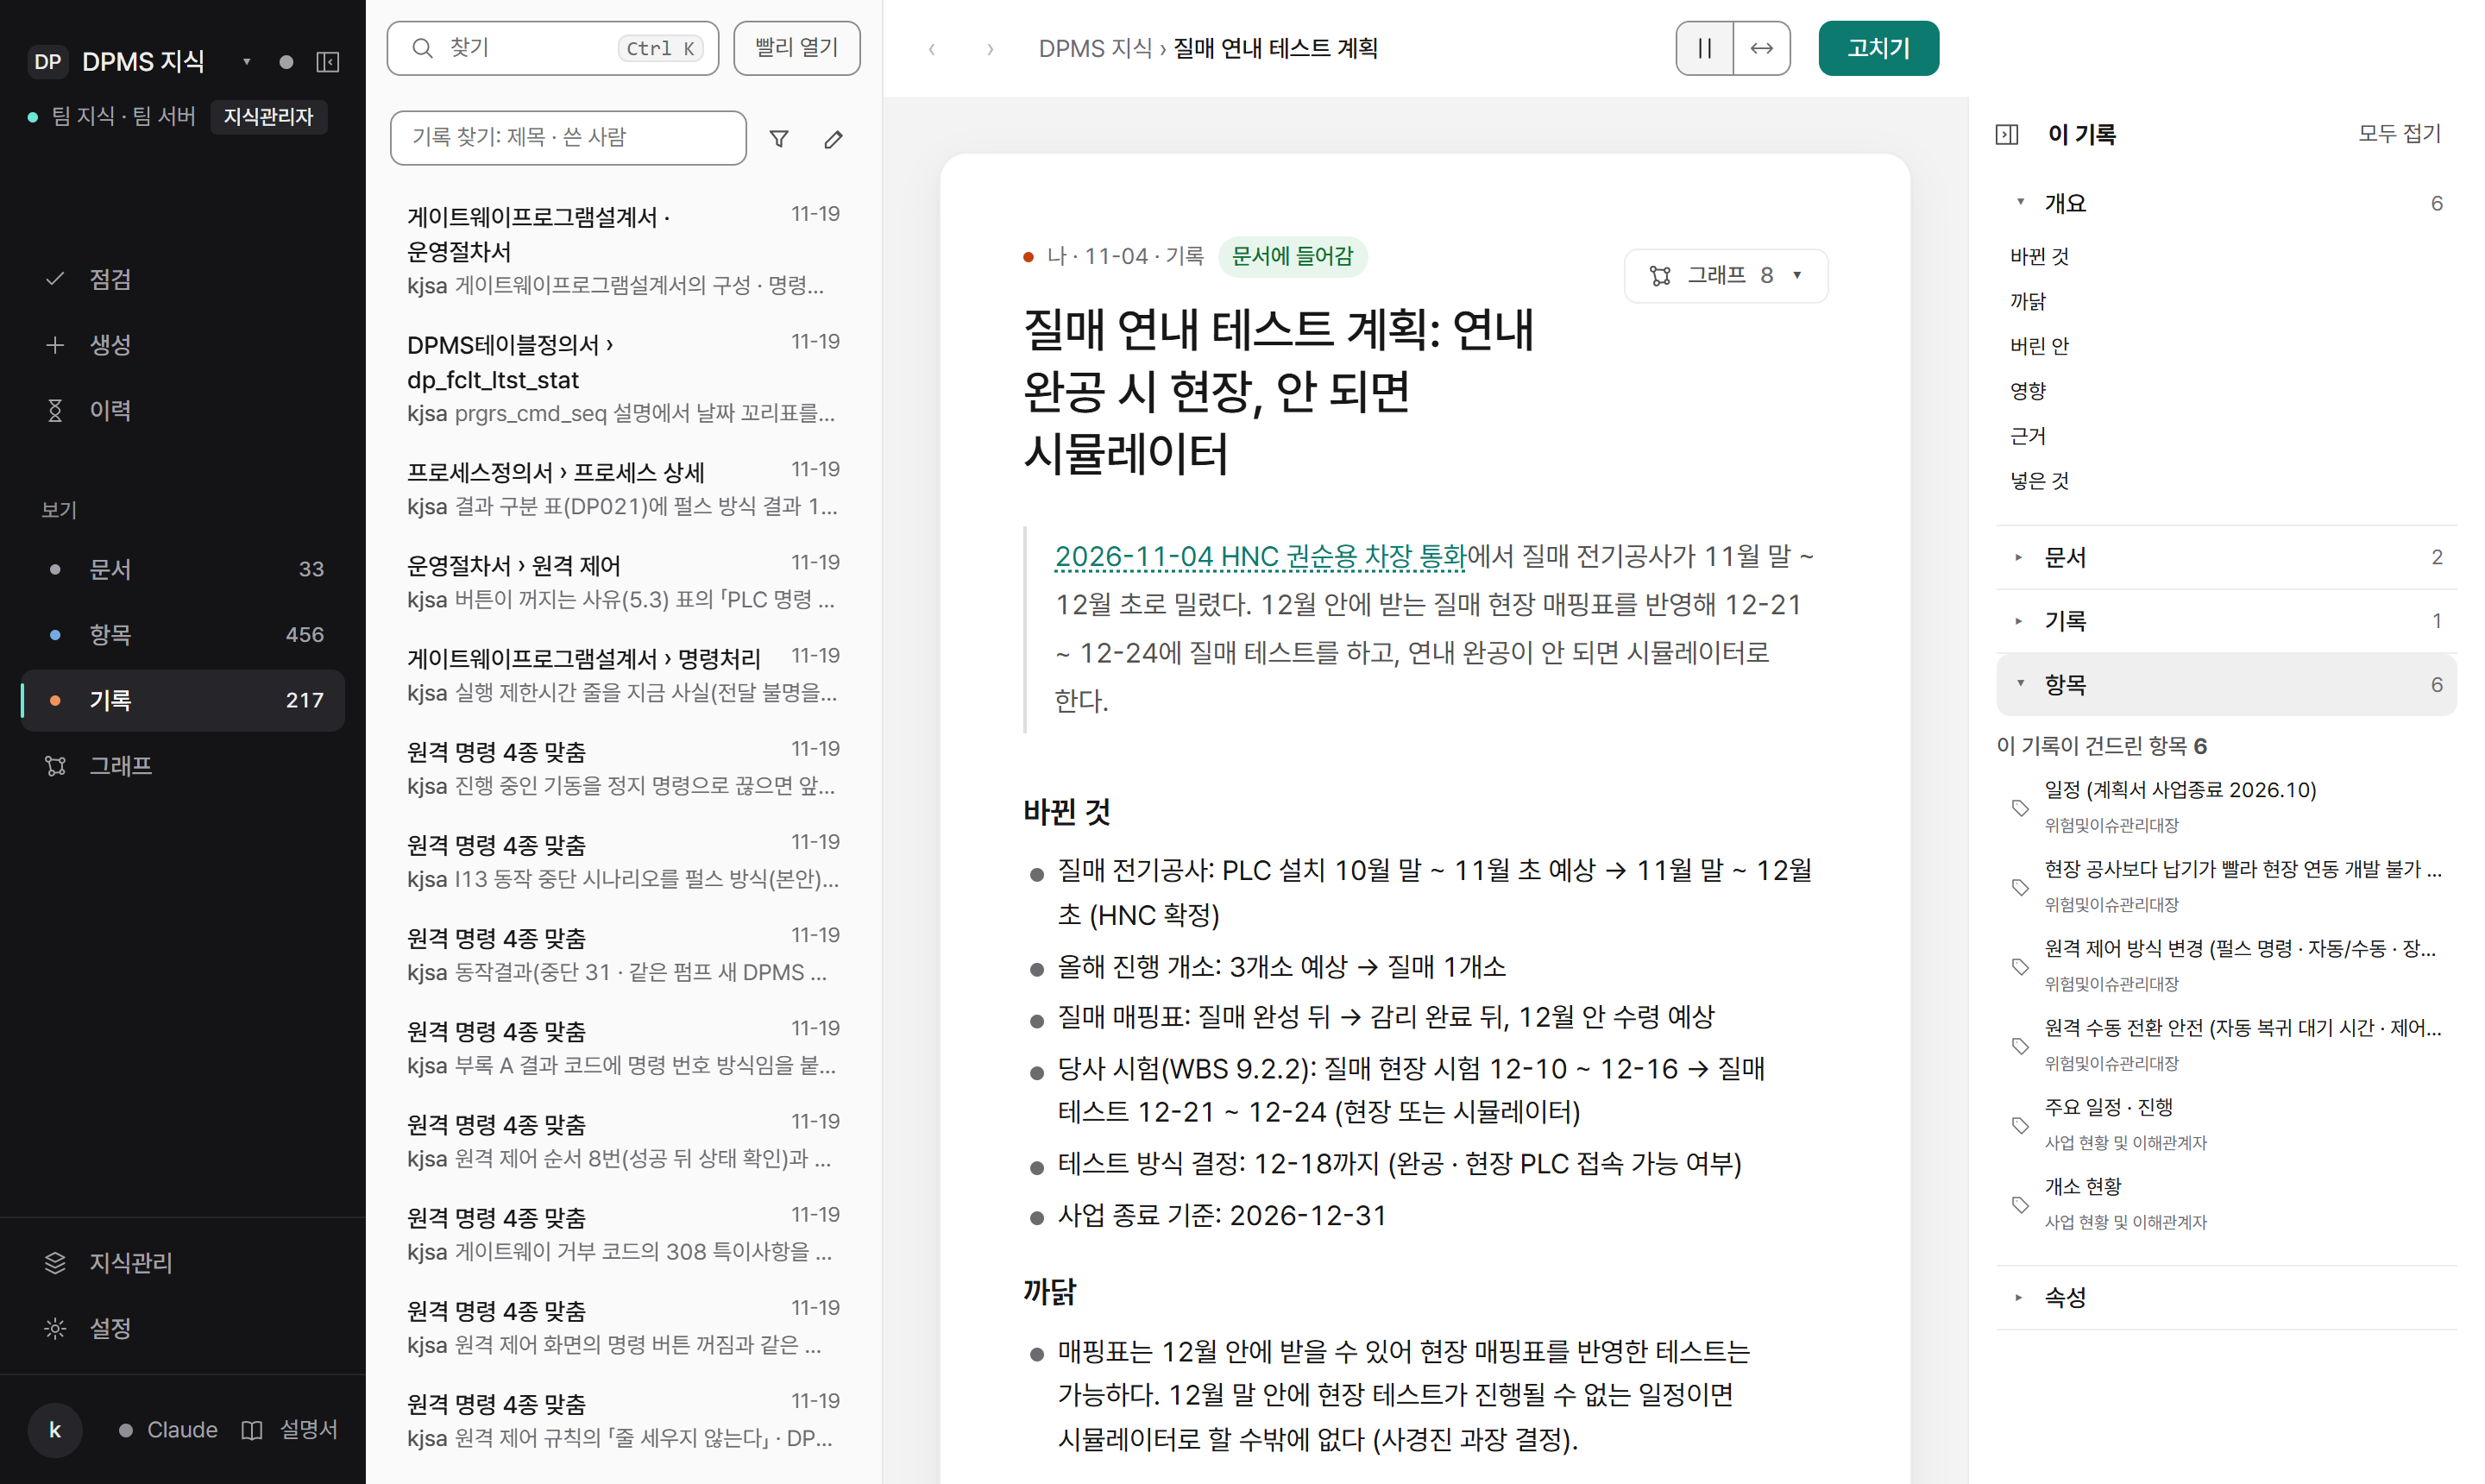 DP DPMS 지식
팀 지식 · 팀 서버 지식관리자
점검
생성
이력
보기
문서 33
항목 456
기록 217
그래프
지식관리
설정
k Claude 설명서
찾기 Ctrl K 빨리 열기
기록 찾기: 제목 · 쓴 사람
게이트웨이프로그램설계서 · 11-19
운영절차서
kjsa 게이트웨이프로그램설계서의 구성 · 명령...
DPMS테이블정의서 › 11-19
dp_fclt_ltst_stat
kjsa prgrs_cmd_seq 설명에서 날짜 꼬리표를...
프로세스정의서 › 프로세스 상세 11-19
kjsa 결과 구분 표(DP021)에 펄스 방식 결과 1...
운영절차서 › 원격 제어 11-19
kjsa 버튼이 꺼지는 사유(5.3) 표의 「PLC 명령 ...
게이트웨이프로그램설계서 › 명령처리 11-19
kjsa 실행 제한시간 줄을 지금 사실(전달 불명을...
원격 명령 4종 맞춤 11-19
kjsa 진행 중인 기동을 정지 명령으로 끊으면 앞...
원격 명령 4종 맞춤 11-19
kjsa I13 동작 중단 시나리오를 펄스 방식(본안)...
원격 명령 4종 맞춤 11-19
kjsa 동작결과(중단 31 · 같은 펌프 새 DPMS ...
원격 명령 4종 맞춤 11-19
kjsa 부록 A 결과 코드에 명령 번호 방식임을 붙...
원격 명령 4종 맞춤 11-19
kjsa 원격 제어 순서 8번(성공 뒤 상태 확인)과 ...
원격 명령 4종 맞춤 11-19
kjsa 게이트웨이 거부 코드의 308 특이사항을 ...
원격 명령 4종 맞춤 11-19
kjsa 원격 제어 화면의 명령 버튼 꺼짐과 같은 ...
원격 명령 4종 맞춤 11-19
kjsa 원격 제어 규칙의 「줄 세우지 않는다」 · DP...
‹ › DPMS 지식 › 질매 연내 테스트 계획 고치기
나 · 11-04 · 기록 문서에 들어감
그래프 8
질매 연내 테스트 계획: 연내
완공 시 현장, 안 되면
시뮬레이터
2026-11-04 HNC 권순용 차장 통화에서 질매 전기공사가 11월 말 ~
12월 초로 밀렸다. 12월 안에 받는 질매 현장 매핑표를 반영해 12-21
~ 12-24에 질매 테스트를 하고, 연내 완공이 안 되면 시뮬레이터로
한다.
바뀐 것
질매 전기공사: PLC 설치 10월 말 ~ 11월 초 예상 → 11월 말 ~ 12월
초 (HNC 확정)
올해 진행 개소: 3개소 예상 → 질매 1개소
질매 매핑표: 질매 완성 뒤 → 감리 완료 뒤, 12월 안 수령 예상
당사 시험(WBS 9.2.2): 질매 현장 시험 12-10 ~ 12-16 → 질매
테스트 12-21 ~ 12-24 (현장 또는 시뮬레이터)
테스트 방식 결정: 12-18까지 (완공 · 현장 PLC 접속 가능 여부)
사업 종료 기준: 2026-12-31
까닭
매핑표는 12월 안에 받을 수 있어 현장 매핑표를 반영한 테스트는
가능하다. 12월 말 안에 현장 테스트가 진행될 수 없는 일정이면
시뮬레이터로 할 수밖에 없다 (사경진 과장 결정).
이 기록 모두 접기
개요 6
바뀐 것
까닭
버린 안
영향
근거
넣은 것
문서 2
기록 1
항목 6
이 기록이 건드린 항목 6
일정 (계획서 사업종료 2026.10)
위험및이슈관리대장
현장 공사보다 납기가 빨라 현장 연동 개발 불가 ...
위험및이슈관리대장
원격 제어 방식 변경 (펄스 명령 · 자동/수동 · 장...
위험및이슈관리대장
원격 수동 전환 안전 (자동 복귀 대기 시간 · 제어...
위험및이슈관리대장
주요 일정 · 진행
사업 현황 및 이해관계자
개소 현황
사업 현황 및 이해관계자
속성